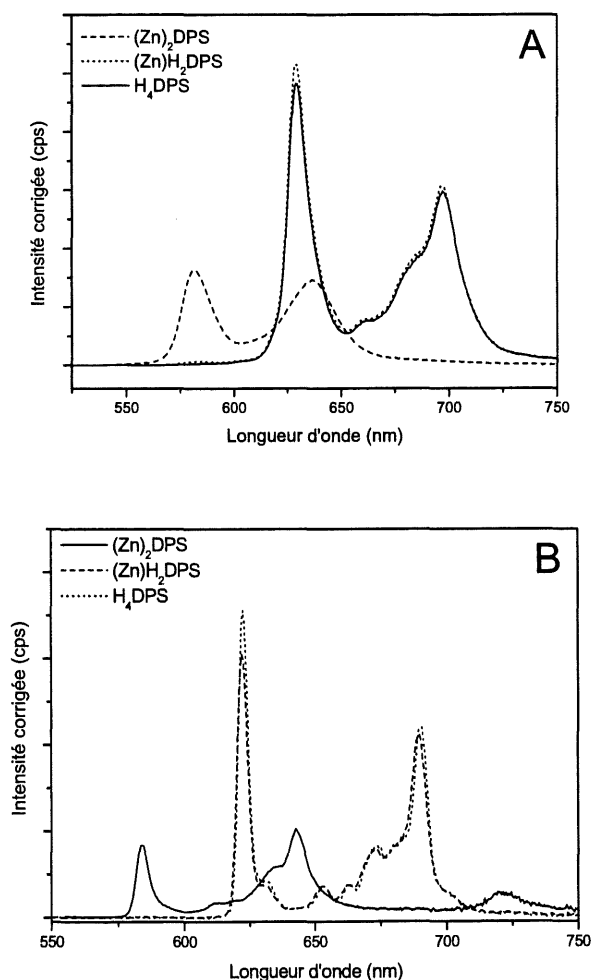 A
(Zn)2DPS
(Zn)H2DPS
H4DPS
Intensité corrigée (cps)
550 600 650 700 750
Longueur d'onde (nm)
B
(Zn)2DPS
(Zn)H2DPS
H4DPS
Intensité corrigée (cps)
550 600 650 700 750
Longueur d'onde (nm)